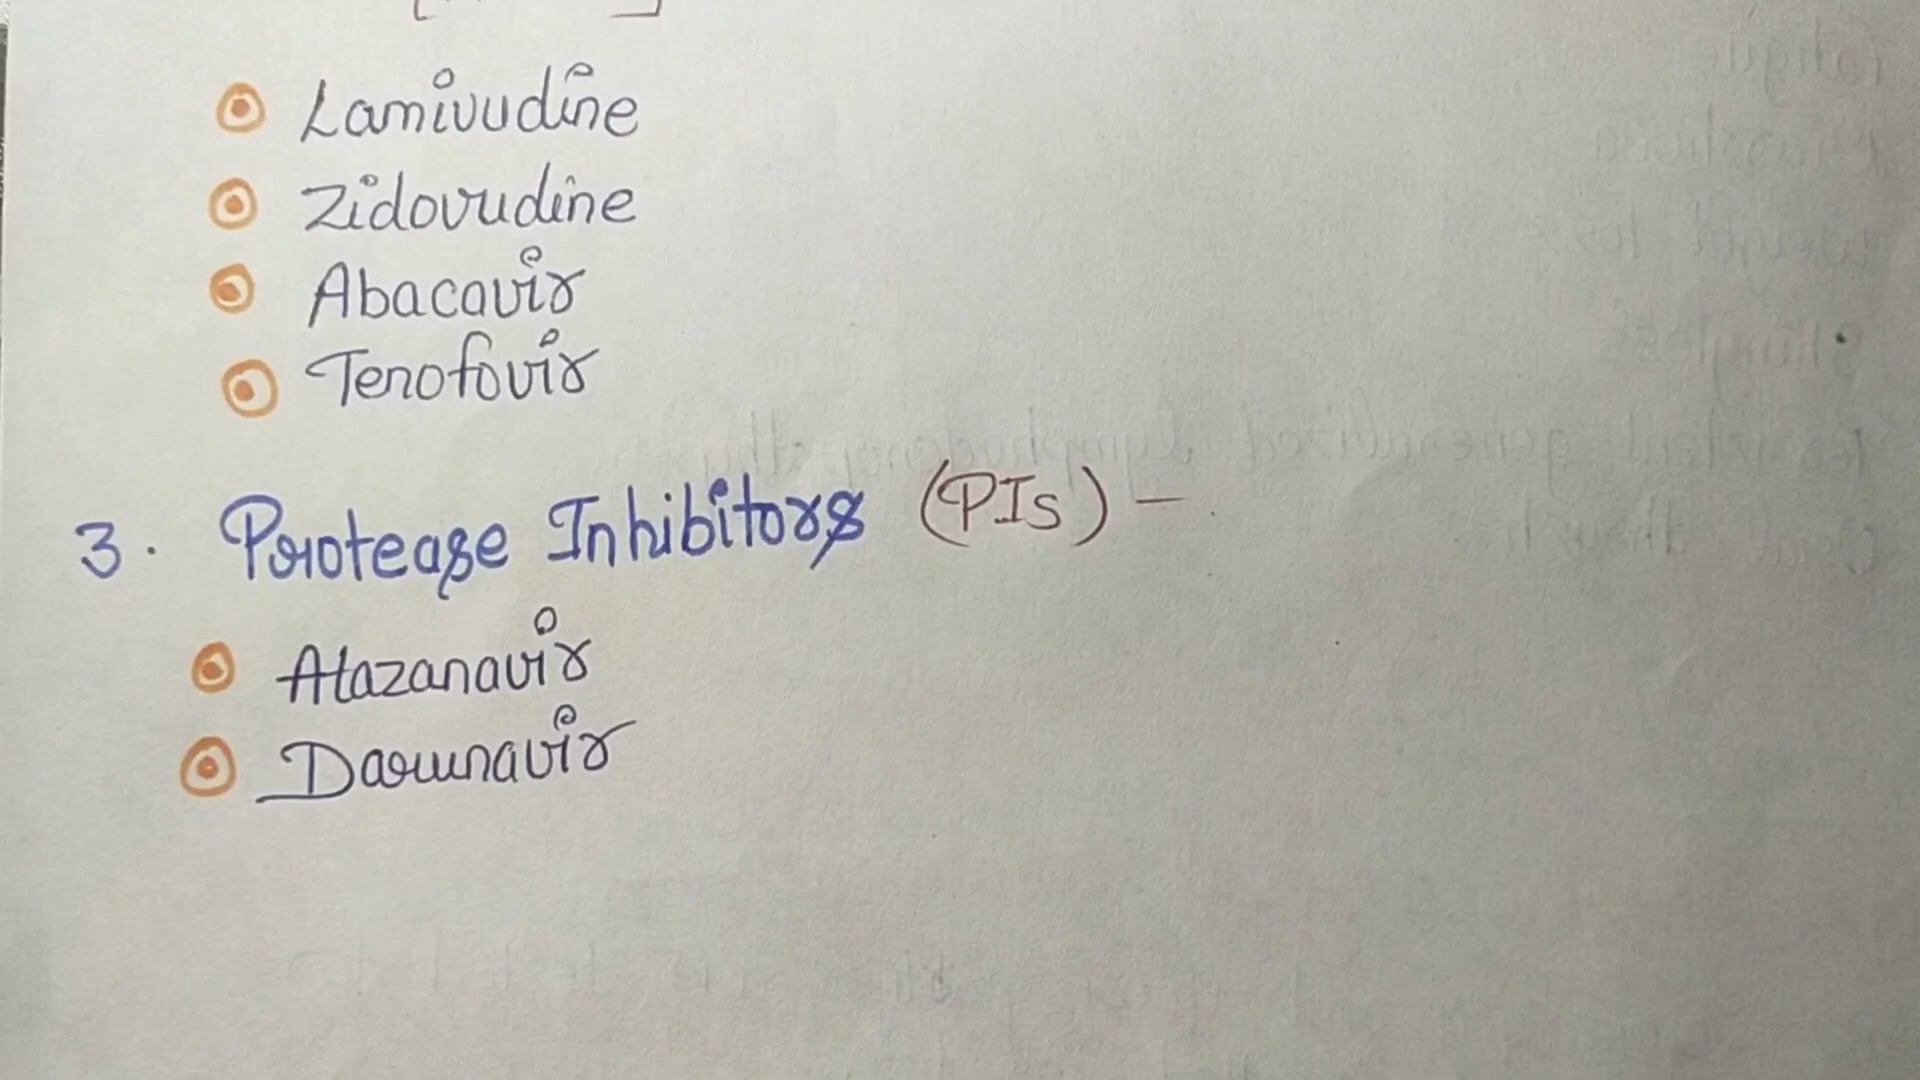 Lamivudine
Zidovudine
Abacavir
Tenofovir
3. Protease Inhibitors (PIs) -
Atazanavir
Darunavir